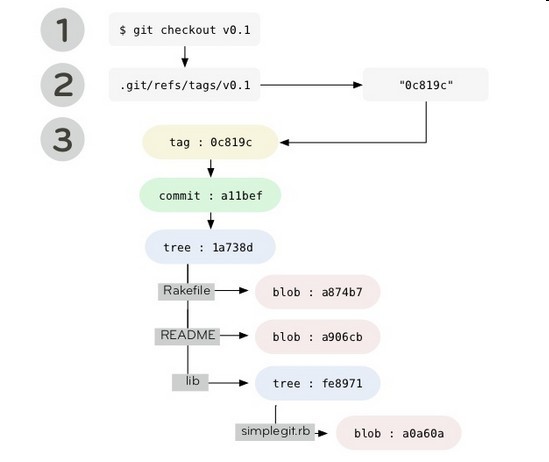 1
$ git checkout v0.1
2
.git/refs/tags/v0.1
"0c819c"
3
tag : 0c819c
commit : a11bef
tree : 1a738d
Rakefile
blob : a874b7
README
blob : a906cb
lib
tree : fe8971
simplegit.rb
blob : a0a60a